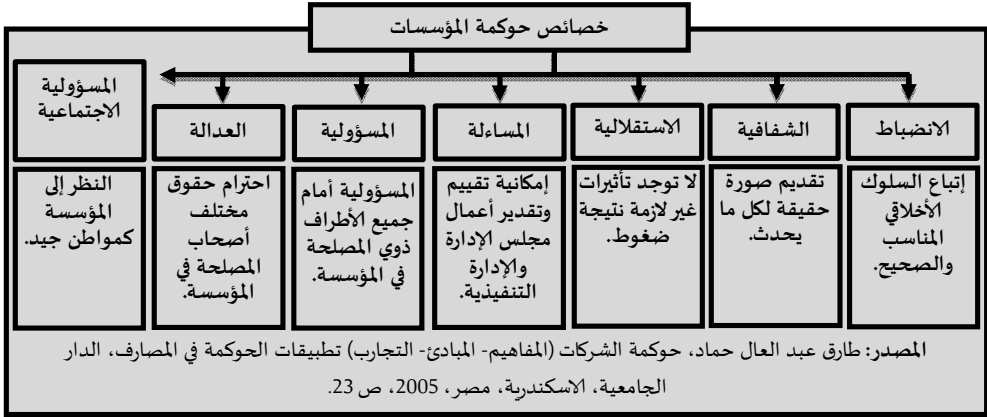 خصائص حوكمة المؤسسات
الانضباط
الشفافية
الاستقلالية
المساءلة
المسؤولية
العدالة
المسؤولية
الاجتماعية
إتباع السلوك
الأخلاقي
المناسب
والصحيح.
تقديم صورة
حقيقة لكل ما
يحدث.
لا توجد تأثيرات
غير لازمة نتيجة
ضغوط.
إمكانية تقييم
وتقدير أعمال
مجلس الإدارة
والإدارة
التنفيذية.
المسؤولية أمام
جميع الأطراف
ذوي المصلحة
في المؤسسة.
احترام حقوق
مختلف
أصحاب
المصلحة في
المؤسسة.
النظر إلى
المؤسسة
كمواطن جيد.
المصدر: طارق عبد العال حماد، حوكمة الشركات (المفاهيم- المبادئ- التجارب) تطبيقات الحوكمة في المصارف، الدار
الجامعية، الاسكندرية، مصر، 2005، ص 23.